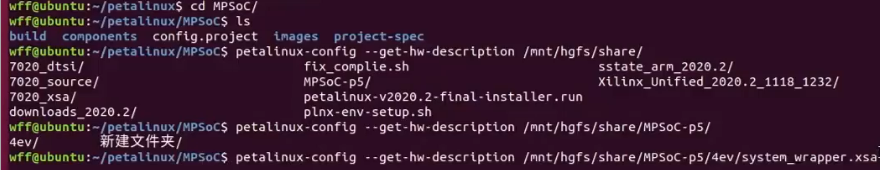 wff@ubuntu:~/petalinux$ cd MPSoC/
wff@ubuntu:~/petalinux/MPSoC$ ls
build components config.project images project-spec
wff@ubuntu:~/petalinux/MPSoC$ petalinux-config --get-hw-description /mnt/hgfs/share/
7020_dtsi/ fix_complie.sh sstate_arm_2020.2/
7020_source/ MPSoC-p5/ Xilinx_Unified_2020.2_1118_1232/
7020_xsa/ petalinux-v2020.2-final-installer.run
downloads_2020.2/ plnx-env-setup.sh
wff@ubuntu:~/petalinux/MPSoC$ petalinux-config --get-hw-description /mnt/hgfs/share/MPSoC-p5/
4ev/ 新建文件夹/
wff@ubuntu:~/petalinux/MPSoC$ petalinux-config --get-hw-description /mnt/hgfs/share/MPSoC-p5/4ev/system_wrapper.xsa